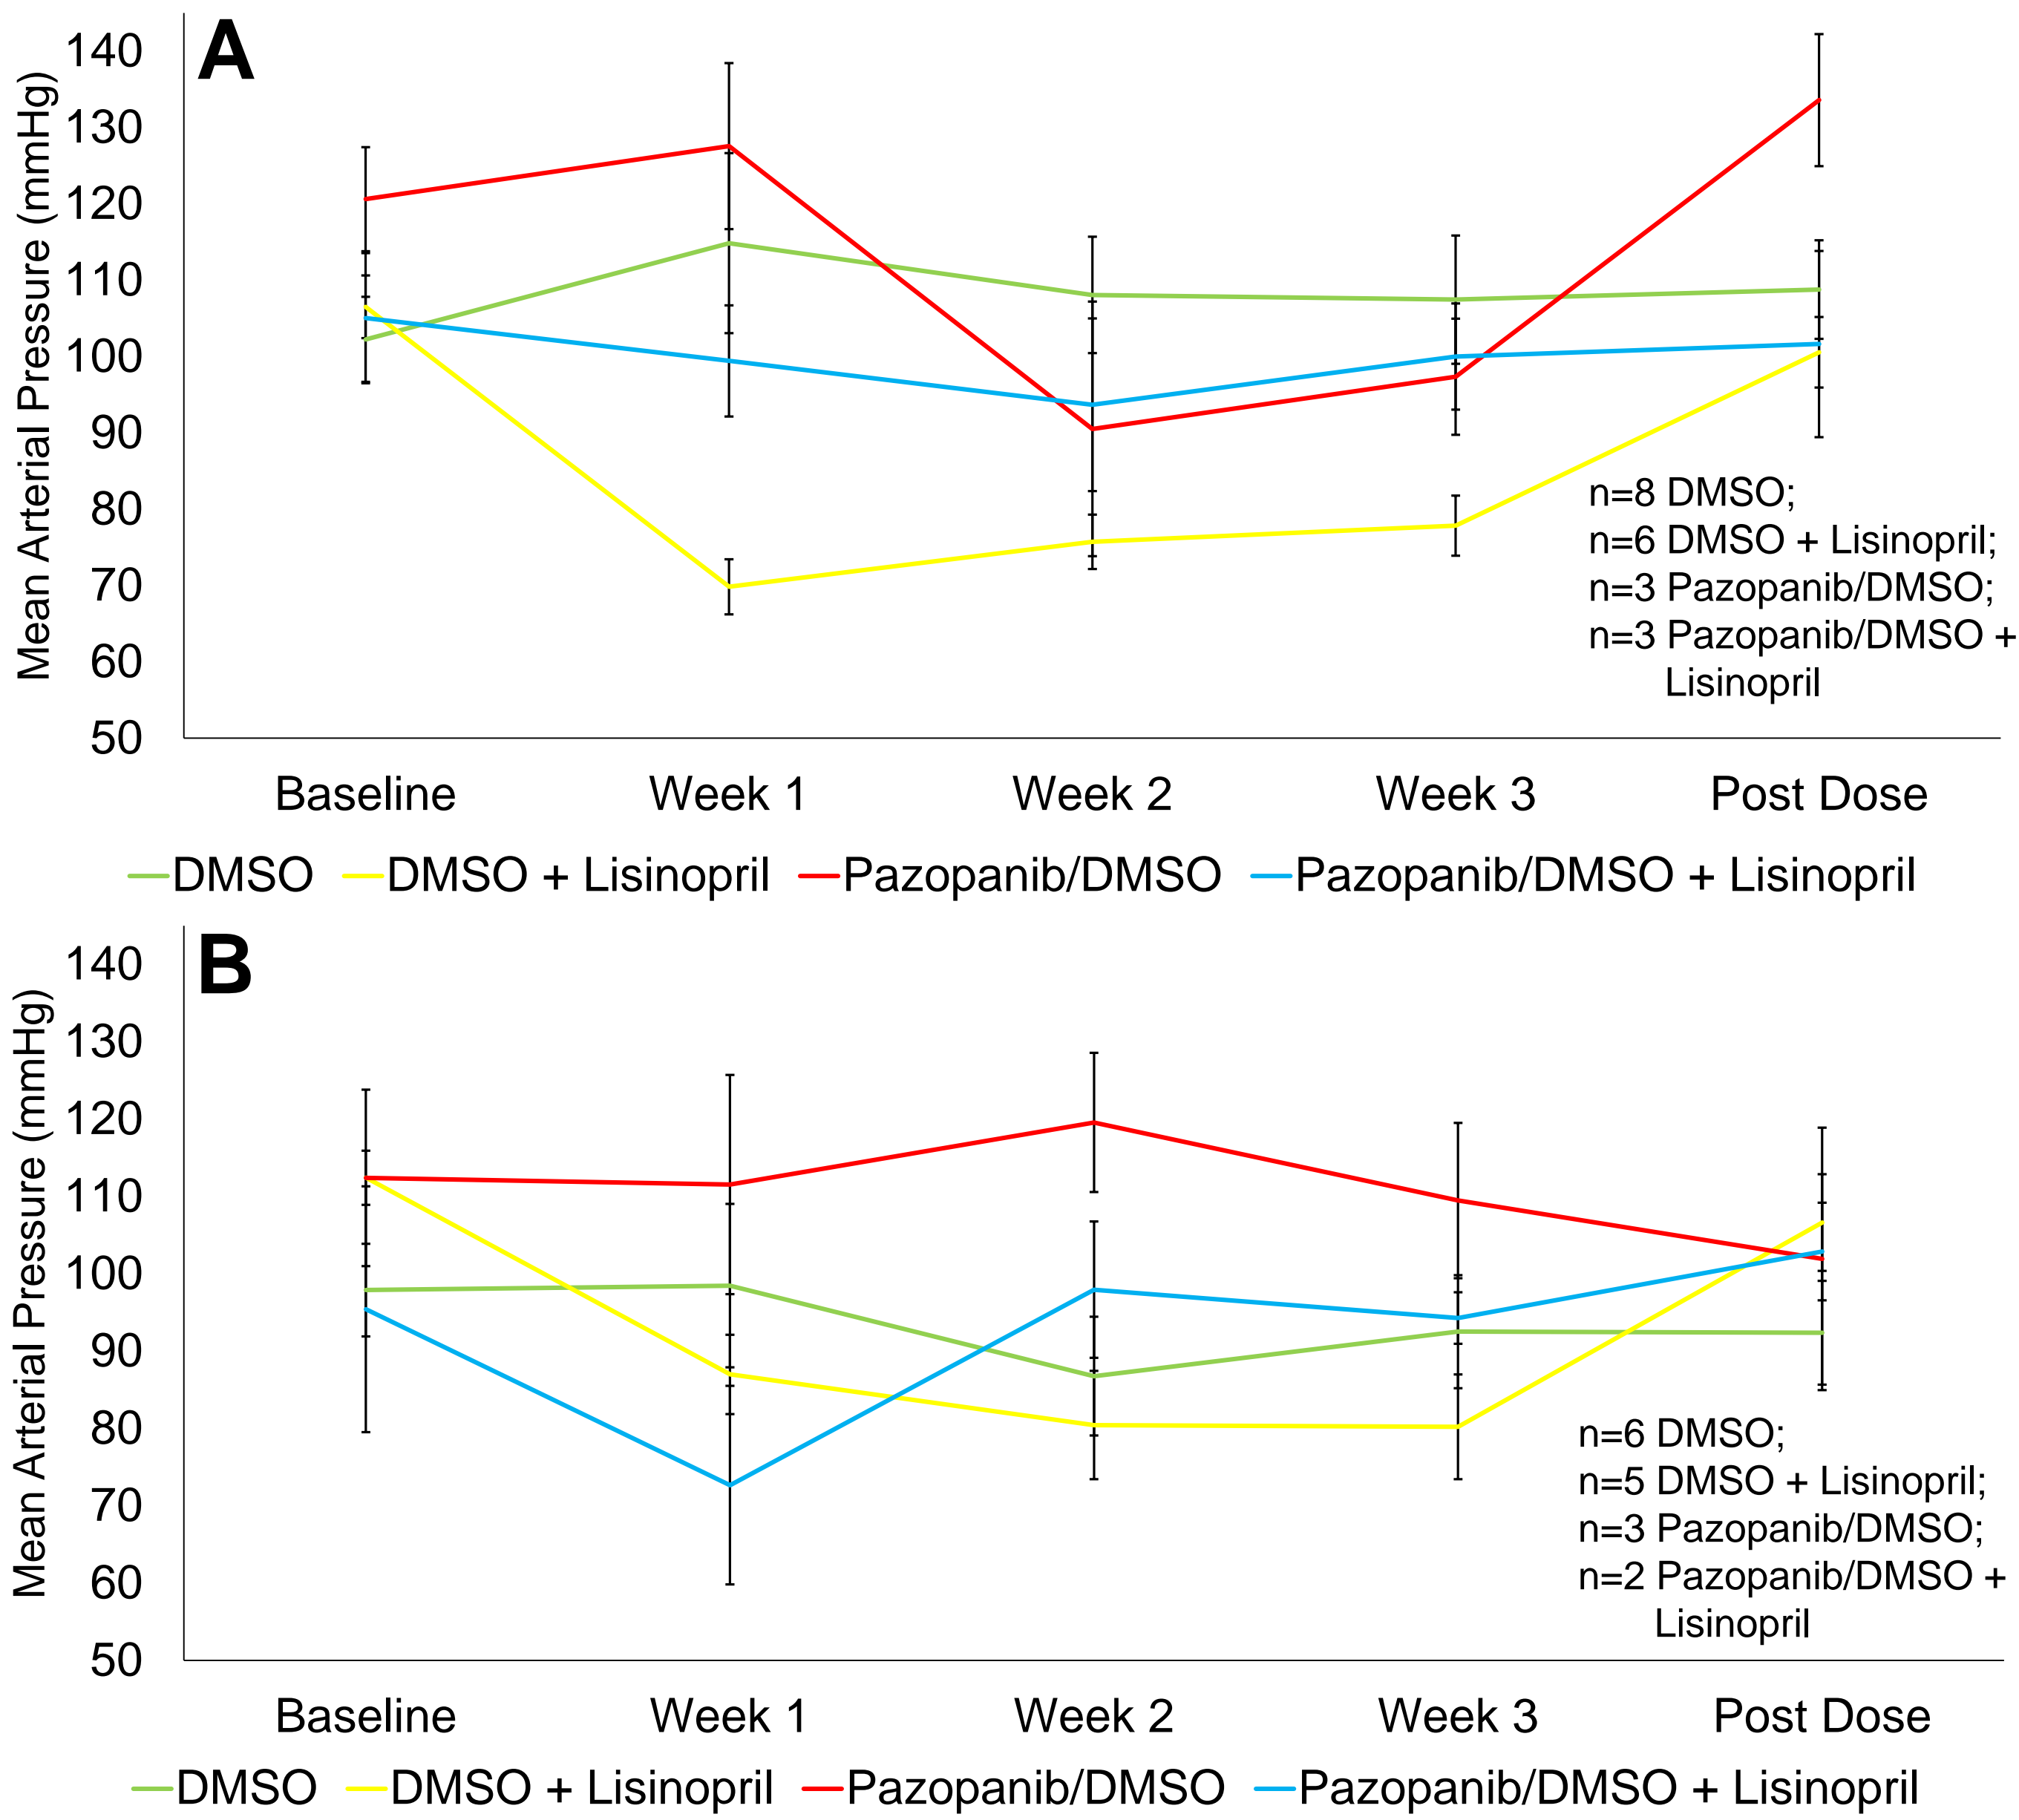 A
Mean Arterial Pressure (mmHg)
140
130
120
110
100
90
80
70
60
50
n=8 DMSO;
n=6 DMSO + Lisinopril;
n=3 Pazopanib/DMSO;
n=3 Pazopanib/DMSO +
Lisinopril
Baseline Week 1 Week 2 Week 3 Post Dose
DMSO DMSO + Lisinopril Pazopanib/DMSO Pazopanib/DMSO + Lisinopril
B
Mean Arterial Pressure (mmHg)
140
130
120
110
100
90
80
70
60
50
n=6 DMSO;
n=5 DMSO + Lisinopril;
n=3 Pazopanib/DMSO;
n=2 Pazopanib/DMSO +
Lisinopril
Baseline Week 1 Week 2 Week 3 Post Dose
DMSO DMSO + Lisinopril Pazopanib/DMSO Pazopanib/DMSO + Lisinopril